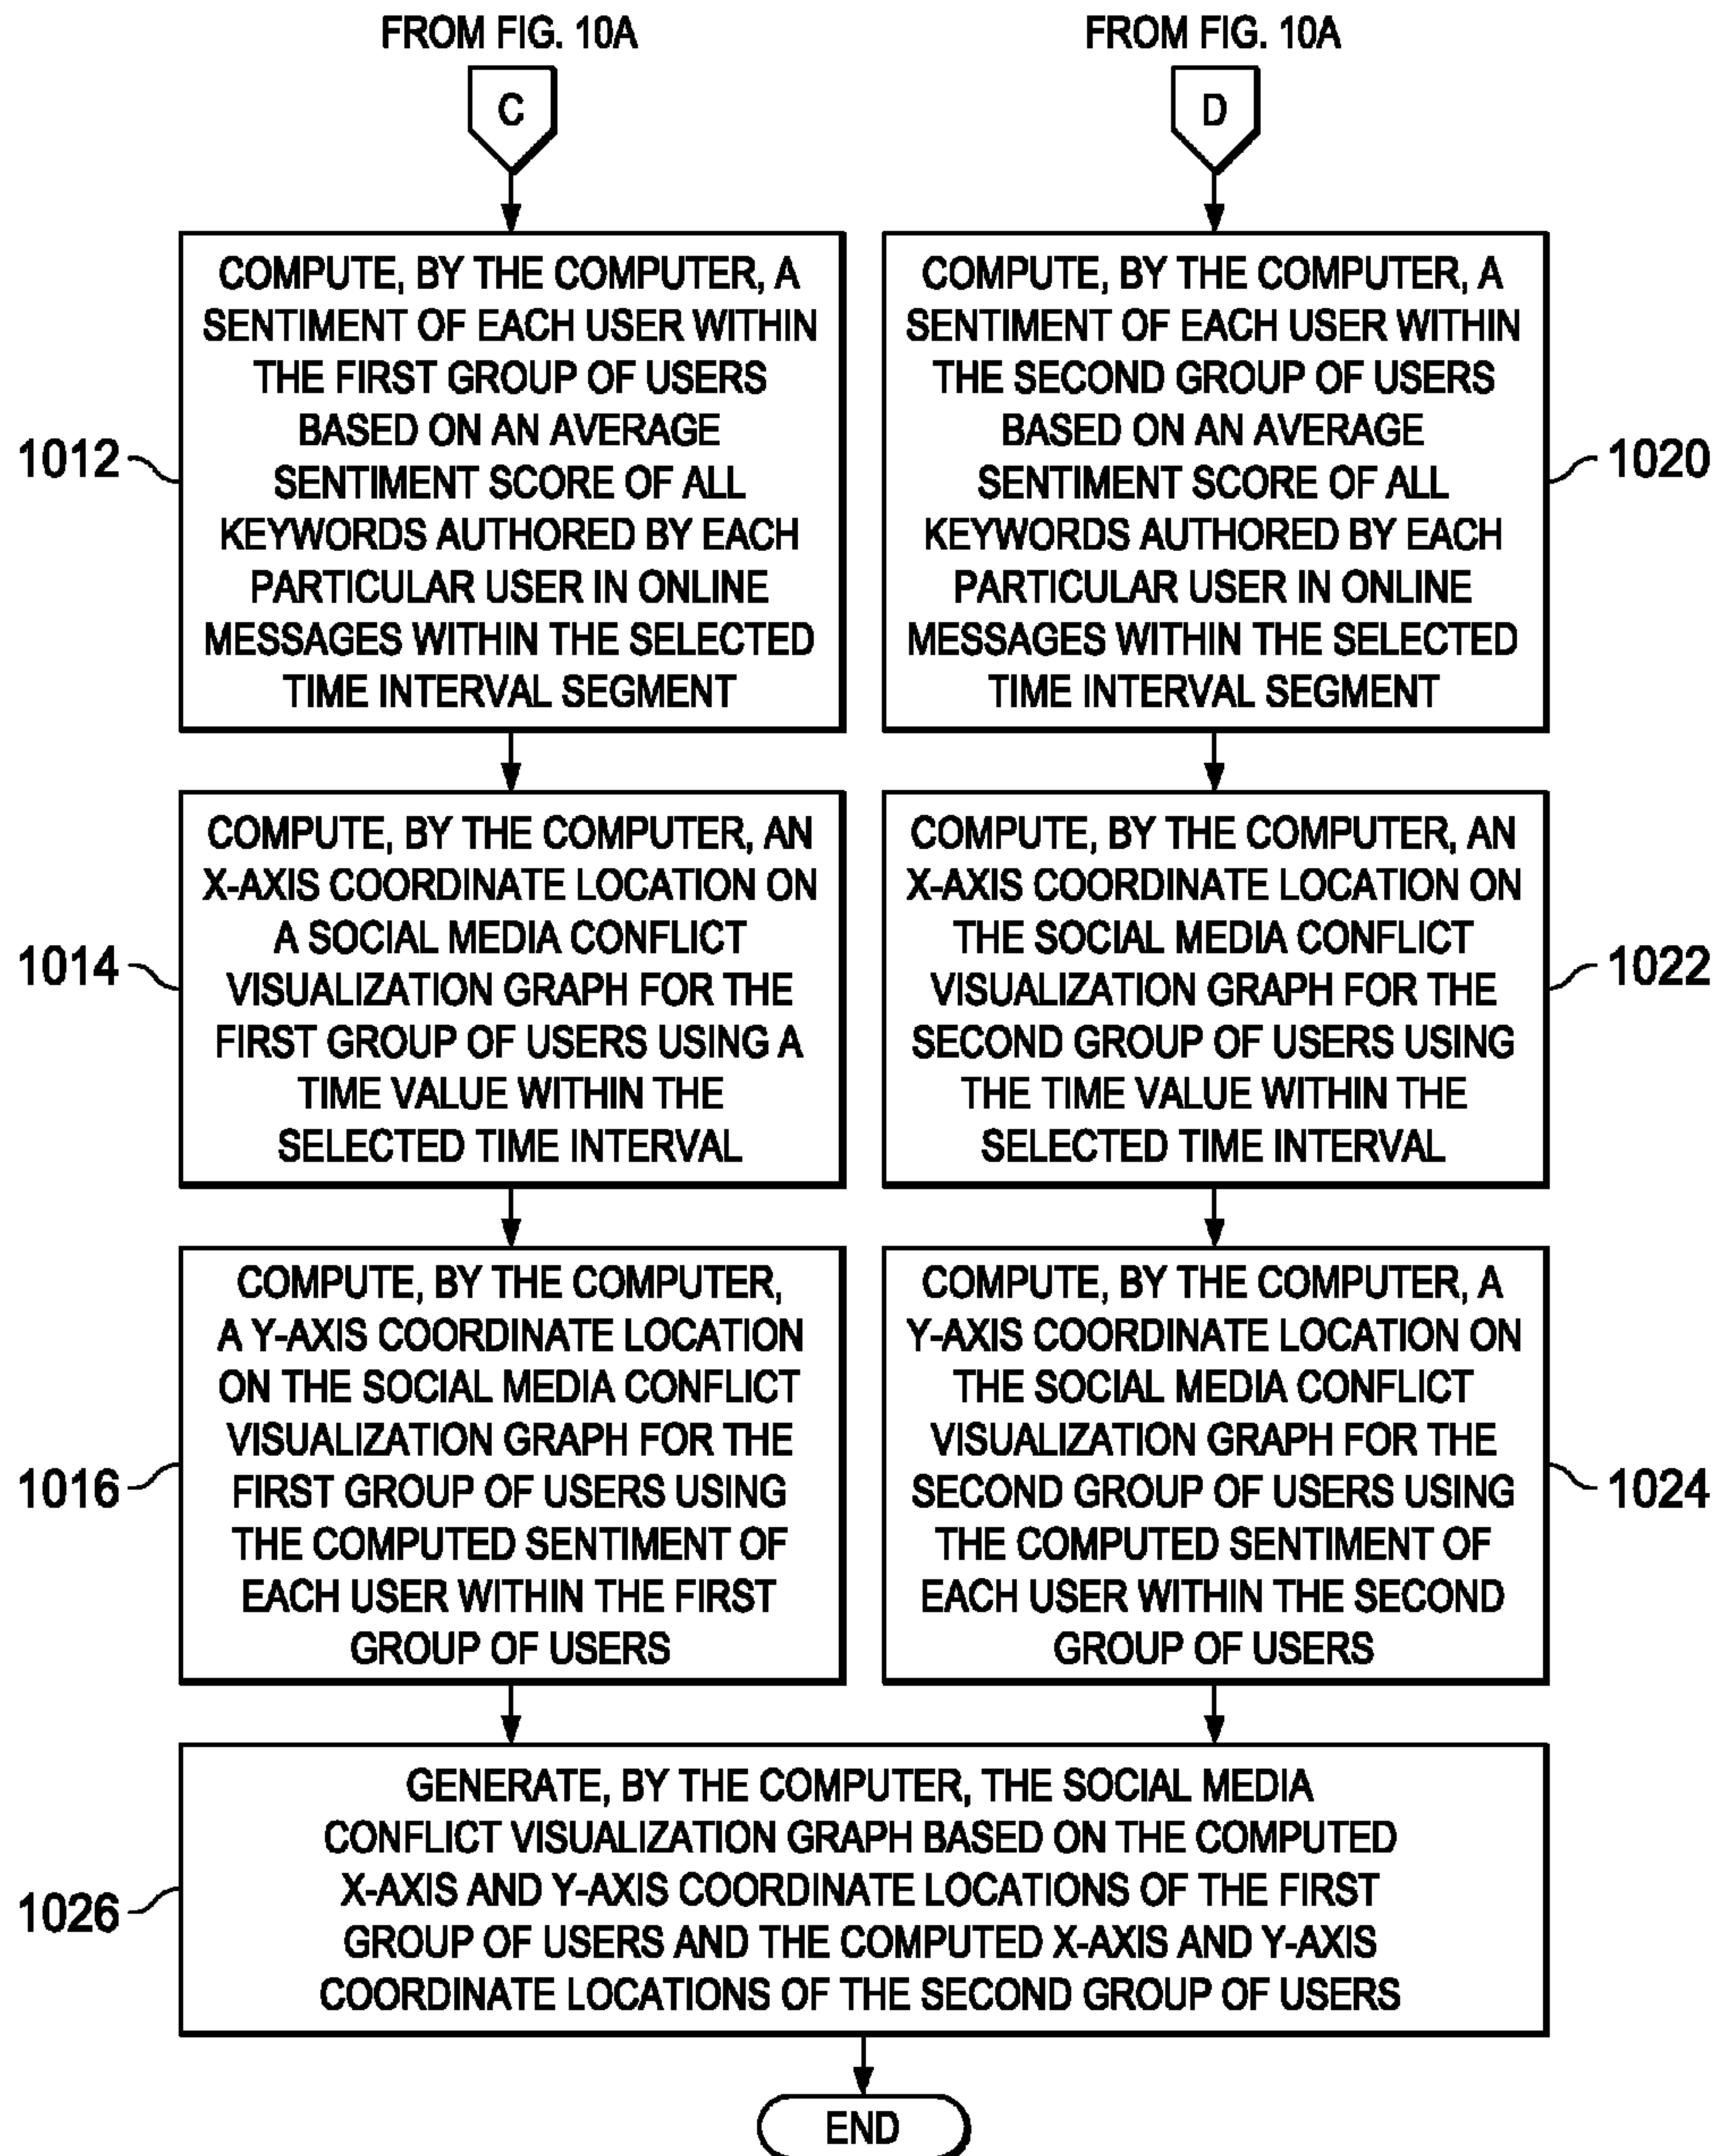 FROM FIG. 10A
C
COMPUTE, BY THE COMPUTER, A
SENTIMENT OF EACH USER WITHIN
THE FIRST GROUP OF USERS
BASED ON AN AVERAGE
SENTIMENT SCORE OF ALL
KEYWORDS AUTHORED BY EACH
PARTICULAR USER IN ONLINE
MESSAGES WITHIN THE SELECTED
TIME INTERVAL SEGMENT
1012
COMPUTE, BY THE COMPUTER, AN
X-AXIS COORDINATE LOCATION ON
A SOCIAL MEDIA CONFLICT
VISUALIZATION GRAPH FOR THE
FIRST GROUP OF USERS USING A
TIME VALUE WITHIN THE
SELECTED TIME INTERVAL
1014
COMPUTE, BY THE COMPUTER,
A Y-AXIS COORDINATE LOCATION
ON THE SOCIAL MEDIA CONFLICT
VISUALIZATION GRAPH FOR THE
FIRST GROUP OF USERS USING
THE COMPUTED SENTIMENT OF
EACH USER WITHIN THE FIRST
GROUP OF USERS
1016
FROM FIG. 10A
D
COMPUTE, BY THE COMPUTER, A
SENTIMENT OF EACH USER WITHIN
THE SECOND GROUP OF USERS
BASED ON AN AVERAGE
SENTIMENT SCORE OF ALL
KEYWORDS AUTHORED BY EACH
PARTICULAR USER IN ONLINE
MESSAGES WITHIN THE SELECTED
TIME INTERVAL SEGMENT
1020
COMPUTE, BY THE COMPUTER, AN
X-AXIS COORDINATE LOCATION ON
THE SOCIAL MEDIA CONFLICT
VISUALIZATION GRAPH FOR THE
SECOND GROUP OF USERS USING
THE TIME VALUE WITHIN THE
SELECTED TIME INTERVAL
1022
COMPUTE, BY THE COMPUTER, A
Y-AXIS COORDINATE LOCATION ON
THE SOCIAL MEDIA CONFLICT
VISUALIZATION GRAPH FOR THE
SECOND GROUP OF USERS USING
THE COMPUTED SENTIMENT OF
EACH USER WITHIN THE SECOND
GROUP OF USERS
1024
GENERATE, BY THE COMPUTER, THE SOCIAL MEDIA
CONFLICT VISUALIZATION GRAPH BASED ON THE COMPUTED
X-AXIS AND Y-AXIS COORDINATE LOCATIONS OF THE FIRST
GROUP OF USERS AND THE COMPUTED X-AXIS AND Y-AXIS
COORDINATE LOCATIONS OF THE SECOND GROUP OF USERS
1026
END